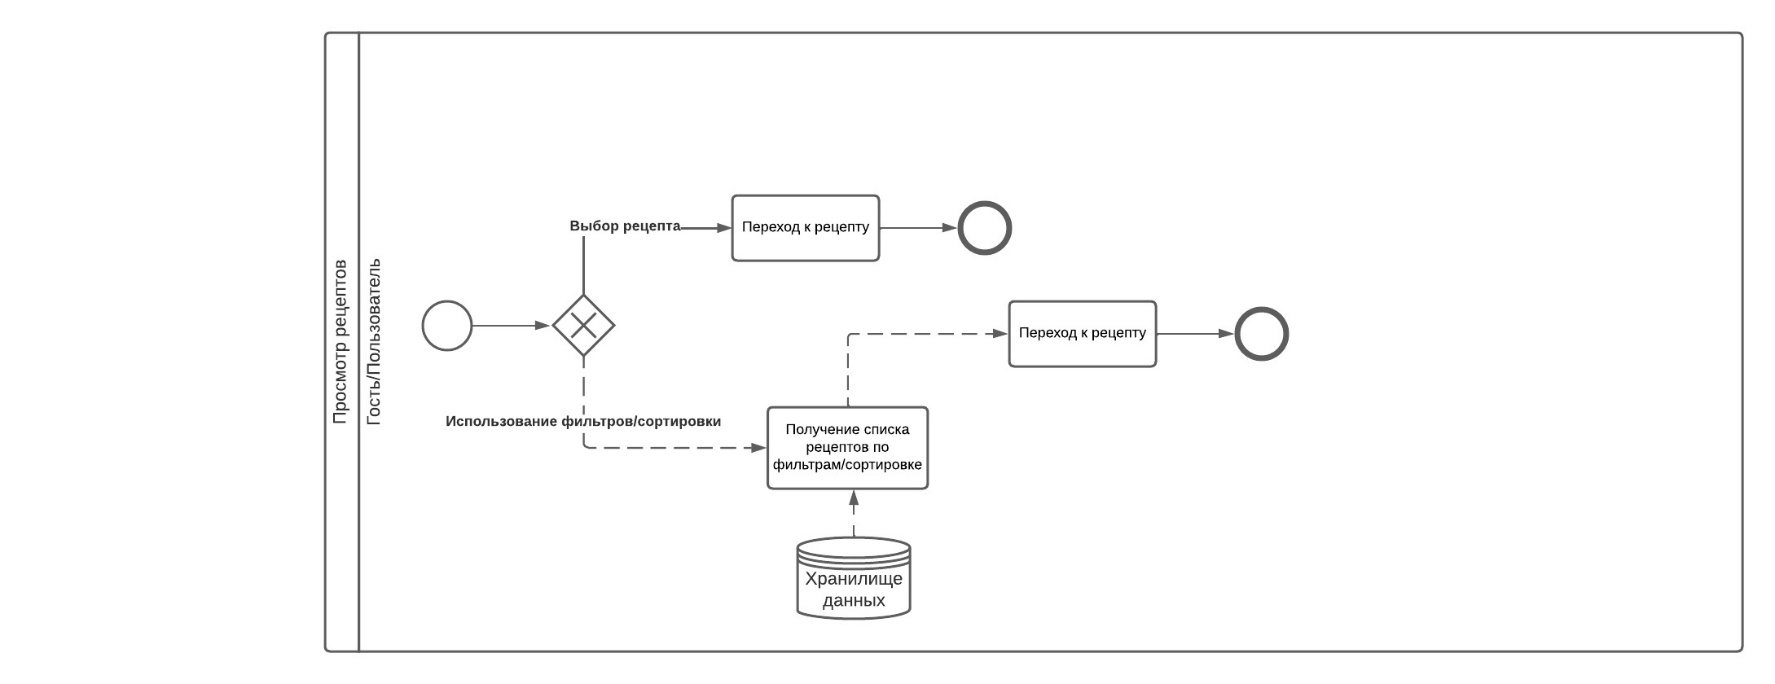 Просмотр рецептов
Гость/Пользователь
Выбор рецепта
Переход к рецепту
Переход к рецепту
Использование фильтров/сортировки
Получение списка
рецептов по
фильтрам/сортировке
Хранилище
данных